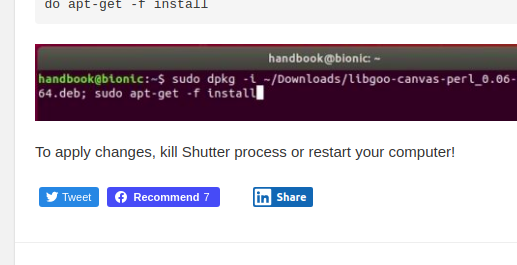 do apt-get -f install
handbook@bionic: ~
handbook@bionic:~$ sudo dpkg -i ~/Downloads/libgoo-canvas-perl_0.06-
64.deb; sudo apt-get -f install
To apply changes, kill Shutter process or restart your computer!
Tweet
Recommend 7
in Share